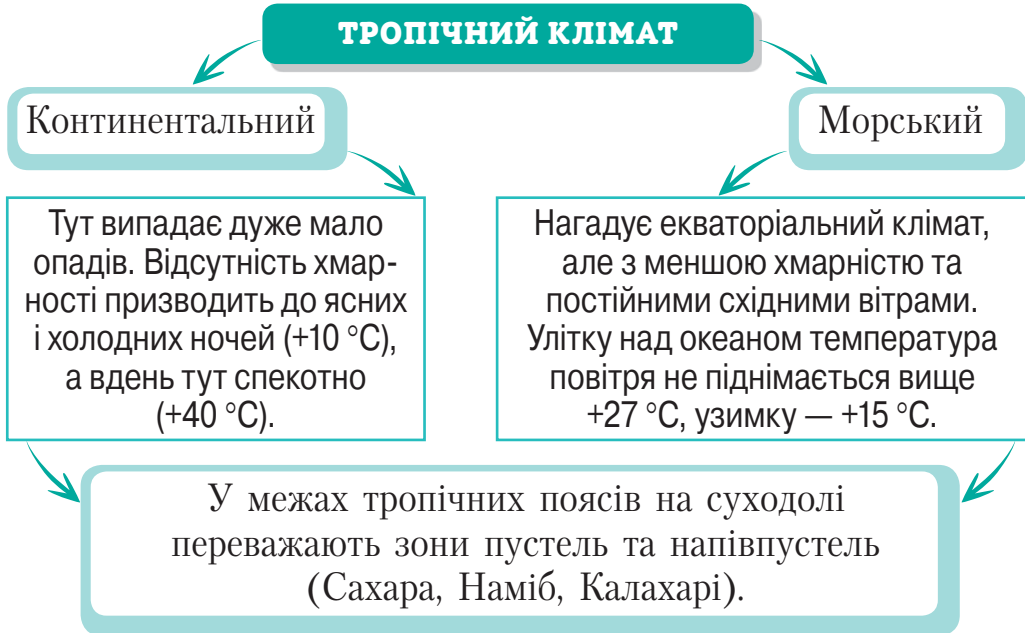 ТРОПІЧНИЙ КЛІМАТ
Континентальний
Морський
Тут випадає дуже мало
опадів. Відсутність хмар-
ності призводить до ясних
і холодних ночей (+10 °С),
а вдень тут спекотно
(+40 °С).
Нагадує екваторіальний клімат,
але з меншою хмарністю та
постійними східними вітрами.
Улітку над океаном температура
повітря не піднімається вище
+27 °С, узимку — +15 °С.
У межах тропічних поясів на суходолі
переважають зони пустель та напівпустель
(Сахара, Наміб, Калахарі).